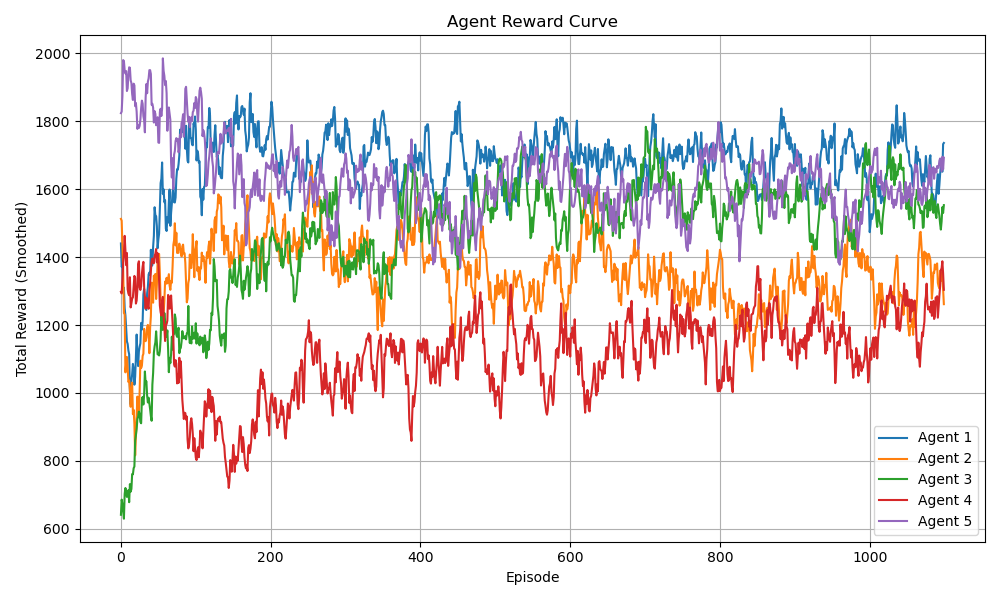 Agent Reward Curve
Total Reward (Smoothed)
2000
1800
1600
1400
1200
1000
800
600
0
200
400
600
800
1000
Episode
Agent 1
Agent 2
Agent 3
Agent 4
Agent 5